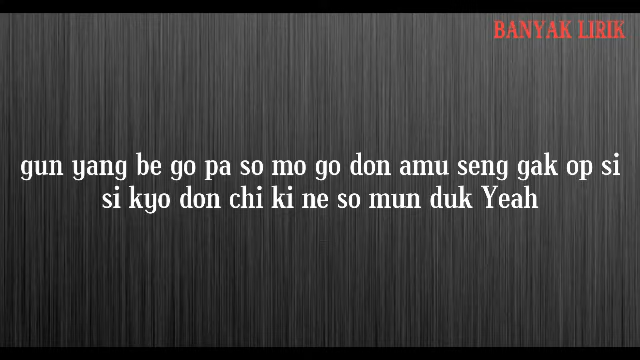 BANYAK LIRIK
gun yang be go pa so mo go don amu seng gak op si
si kyo don chi ki ne so mun duk Yeah